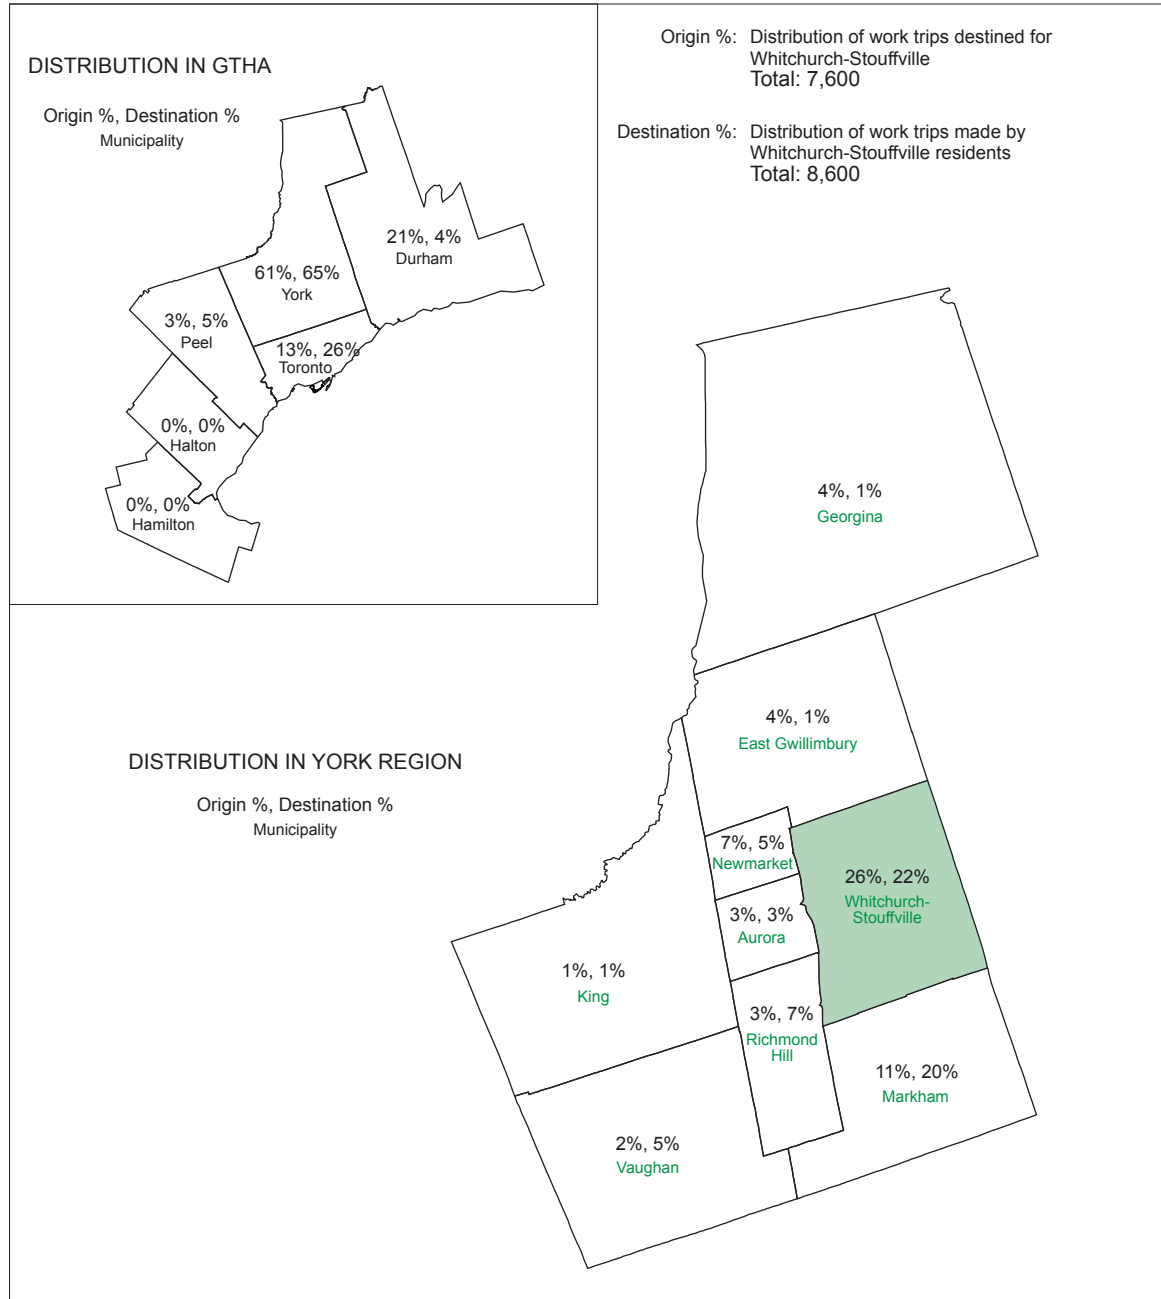 Origin %: Distribution of work trips destined for
Whitchurch-Stouffville
Total: 7,600
DISTRIBUTION IN GTHA
Origin %, Destination %
Municipality
Destination %: Distribution of work trips made by
Whitchurch-Stouffville residents
Total: 8,600
21%, 4%
Durham
61%, 65%
York
3%, 5%
Peel
13%, 26%
Toronto
0%, 0%
Halton
0%, 0%
Hamilton
4%, 1%
Georgina
4%, 1%
East Gwillimbury
DISTRIBUTION IN YORK REGION
Origin %, Destination %
Municipality
7%, 5%
Newmarket
26%, 22%
Whitchurch-
Stouffville
3%, 3%
Aurora
1%, 1%
King
3%, 7%
Richmond
Hill
11%, 20%
Markham
2%, 5%
Vaughan